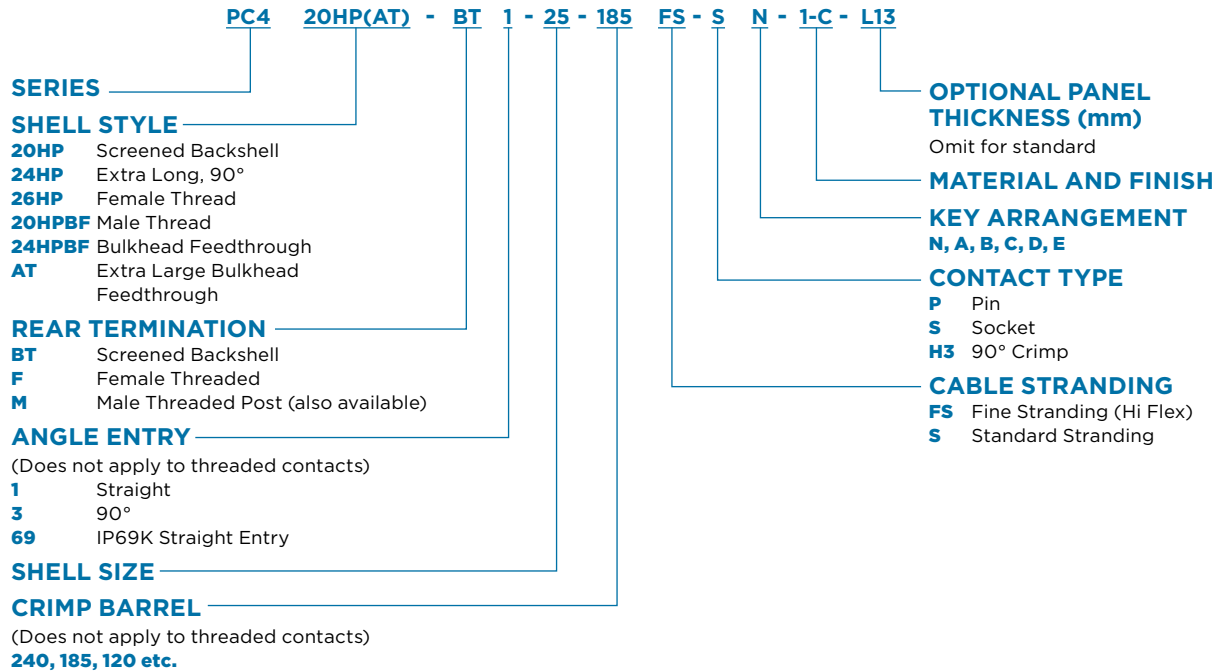 PC4 20HP(AT) - BT 1 - 25 - 185 FS - S N - 1-C - L13
SERIES
SHELL STYLE
20HP Screened Backshell
24HP Extra Long, 90°
26HP Female Thread
20HPBF Male Thread
24HPBF Bulkhead Feedthrough
AT Extra Large Bulkhead
Feedthrough
REAR TERMINATION
BT Screened Backshell
F Female Threaded
M Male Threaded Post (also available)
ANGLE ENTRY
(Does not apply to threaded contacts)
1 Straight
3 90°
69 IP69K Straight Entry
SHELL SIZE
CRIMP BARREL
(Does not apply to threaded contacts)
240, 185, 120 etc.
OPTIONAL PANEL
THICKNESS (mm)
Omit for standard
MATERIAL AND FINISH
KEY ARRANGEMENT
N, A, B, C, D, E
CONTACT TYPE
P Pin
S Socket
H3 90° Crimp
CABLE STRANDING
FS Fine Stranding (Hi Flex)
S Standard Stranding